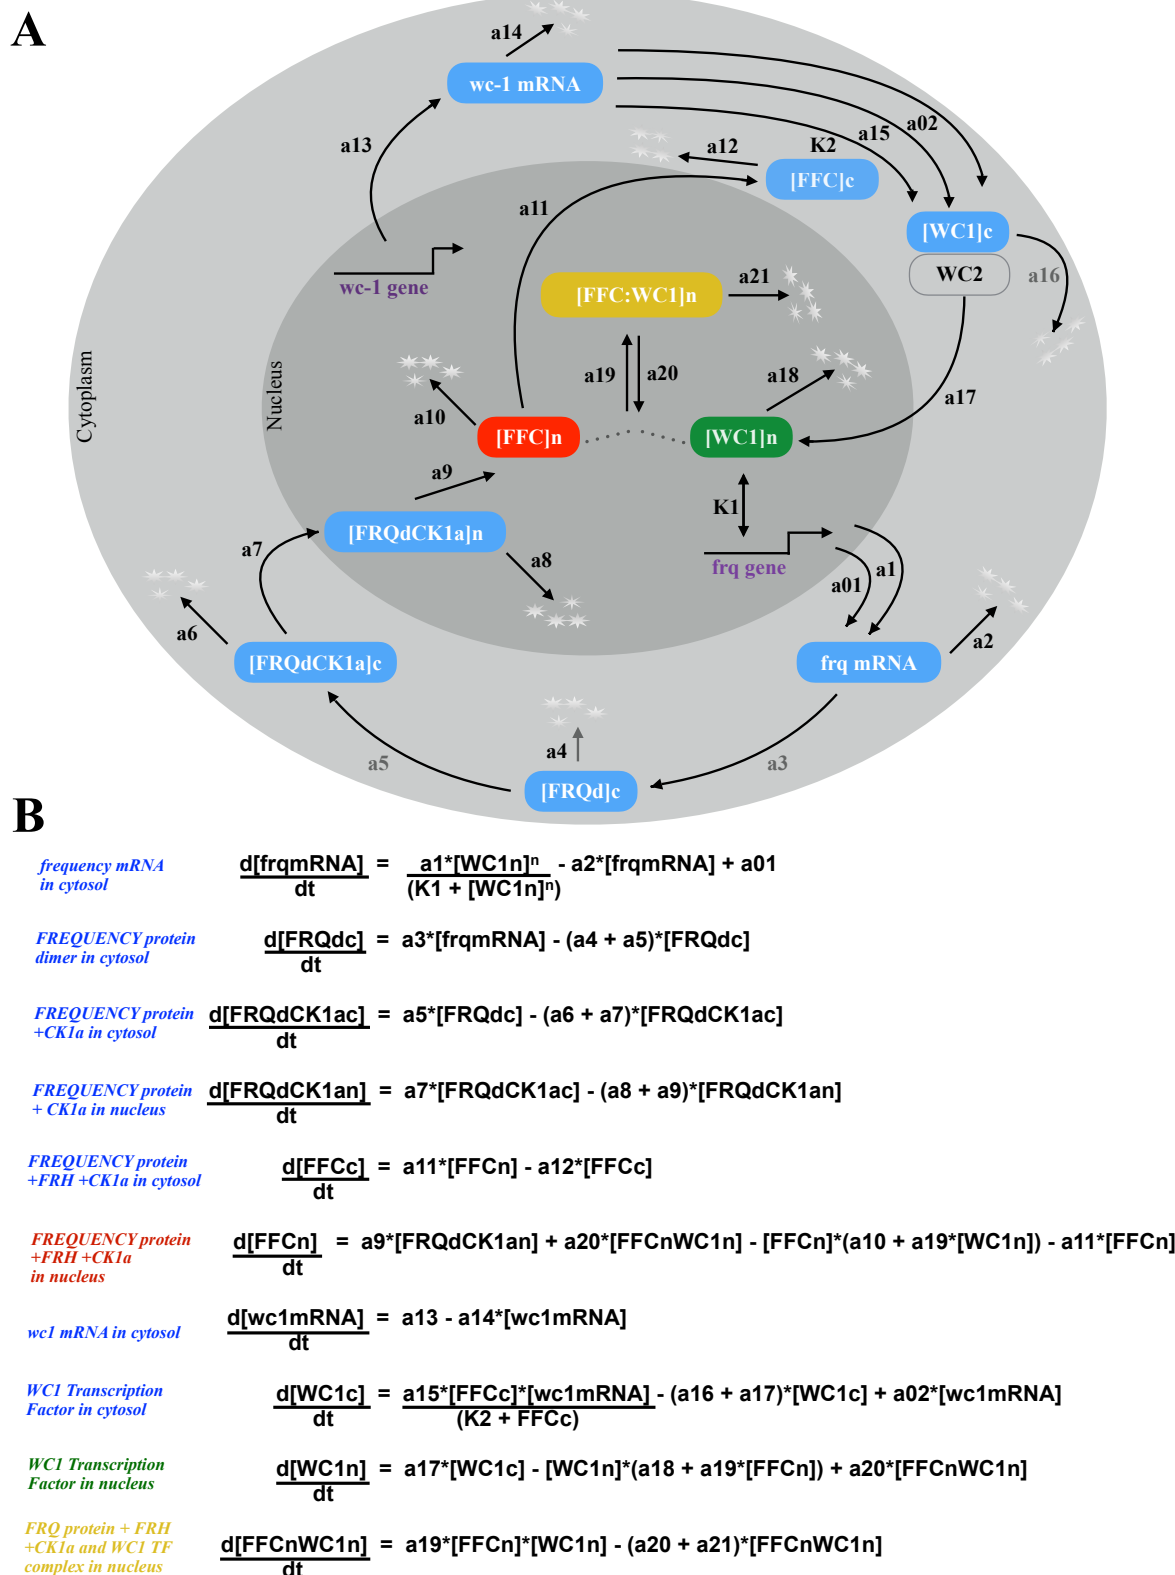 A
a14
wc-1 mRNA
a02
a15
a13
a12
K2
[FFC]c
a11
[WC1]c
WC2
a16
wc-1 gene
[FFC:WC1]n
a21
Cytoplasm
Nucleus
a19
a20
a18
a17
a10
[FFC]n
[WC1]n
a9
K1
[FRQdCK1a]n
a7
a8
frq gene
a1
a01
a6
[FRQdCK1a]c
frq mRNA
a2
a5
a4
a3
[FRQd]c
B
frequency mRNA
in cytosol
d[frqmRNA] = a1*[WC1n]ⁿ - a2*[frqmRNA] + a01
dt (K1 + [WC1n]ⁿ)
FREQUENCY protein
dimer in cytosol
d[FRQdc] = a3*[frqmRNA] - (a4 + a5)*[FRQdc]
dt
FREQUENCY protein
+CK1a in cytosol
d[FRQdCK1ac] = a5*[FRQdc] - (a6 + a7)*[FRQdCK1ac]
dt
FREQUENCY protein
+ CK1a in nucleus
d[FRQdCK1an] = a7*[FRQdCK1ac] - (a8 + a9)*[FRQdCK1an]
dt
FREQUENCY protein
+FRH +CK1a in cytosol
d[FFCc] = a11*[FFCn] - a12*[FFCc]
dt
FREQUENCY protein
+FRH +CK1a
in nucleus
d[FFCn] = a9*[FRQdCK1an] + a20*[FFCnWC1n] - [FFCn]*(a10 + a19*[WC1n]) - a11*[FFCn]
dt
wc1 mRNA in cytosol
d[wc1mRNA] = a13 - a14*[wc1mRNA]
dt
WC1 Transcription
Factor in cytosol
d[WC1c] = a15*[FFCc]*[wc1mRNA] - (a16 + a17)*[WC1c] + a02*[wc1mRNA]
dt (K2 + FFCc)
WC1 Transcription
Factor in nucleus
d[WC1n] = a17*[WC1c] - [WC1n]*(a18 + a19*[FFCn]) + a20*[FFCnWC1n]
dt
FRQ protein + FRH
+CK1a and WC1 TF
complex in nucleus
d[FFCnWC1n] = a19*[FFCn]*[WC1n] - (a20 + a21)*[FFCnWC1n]
dt